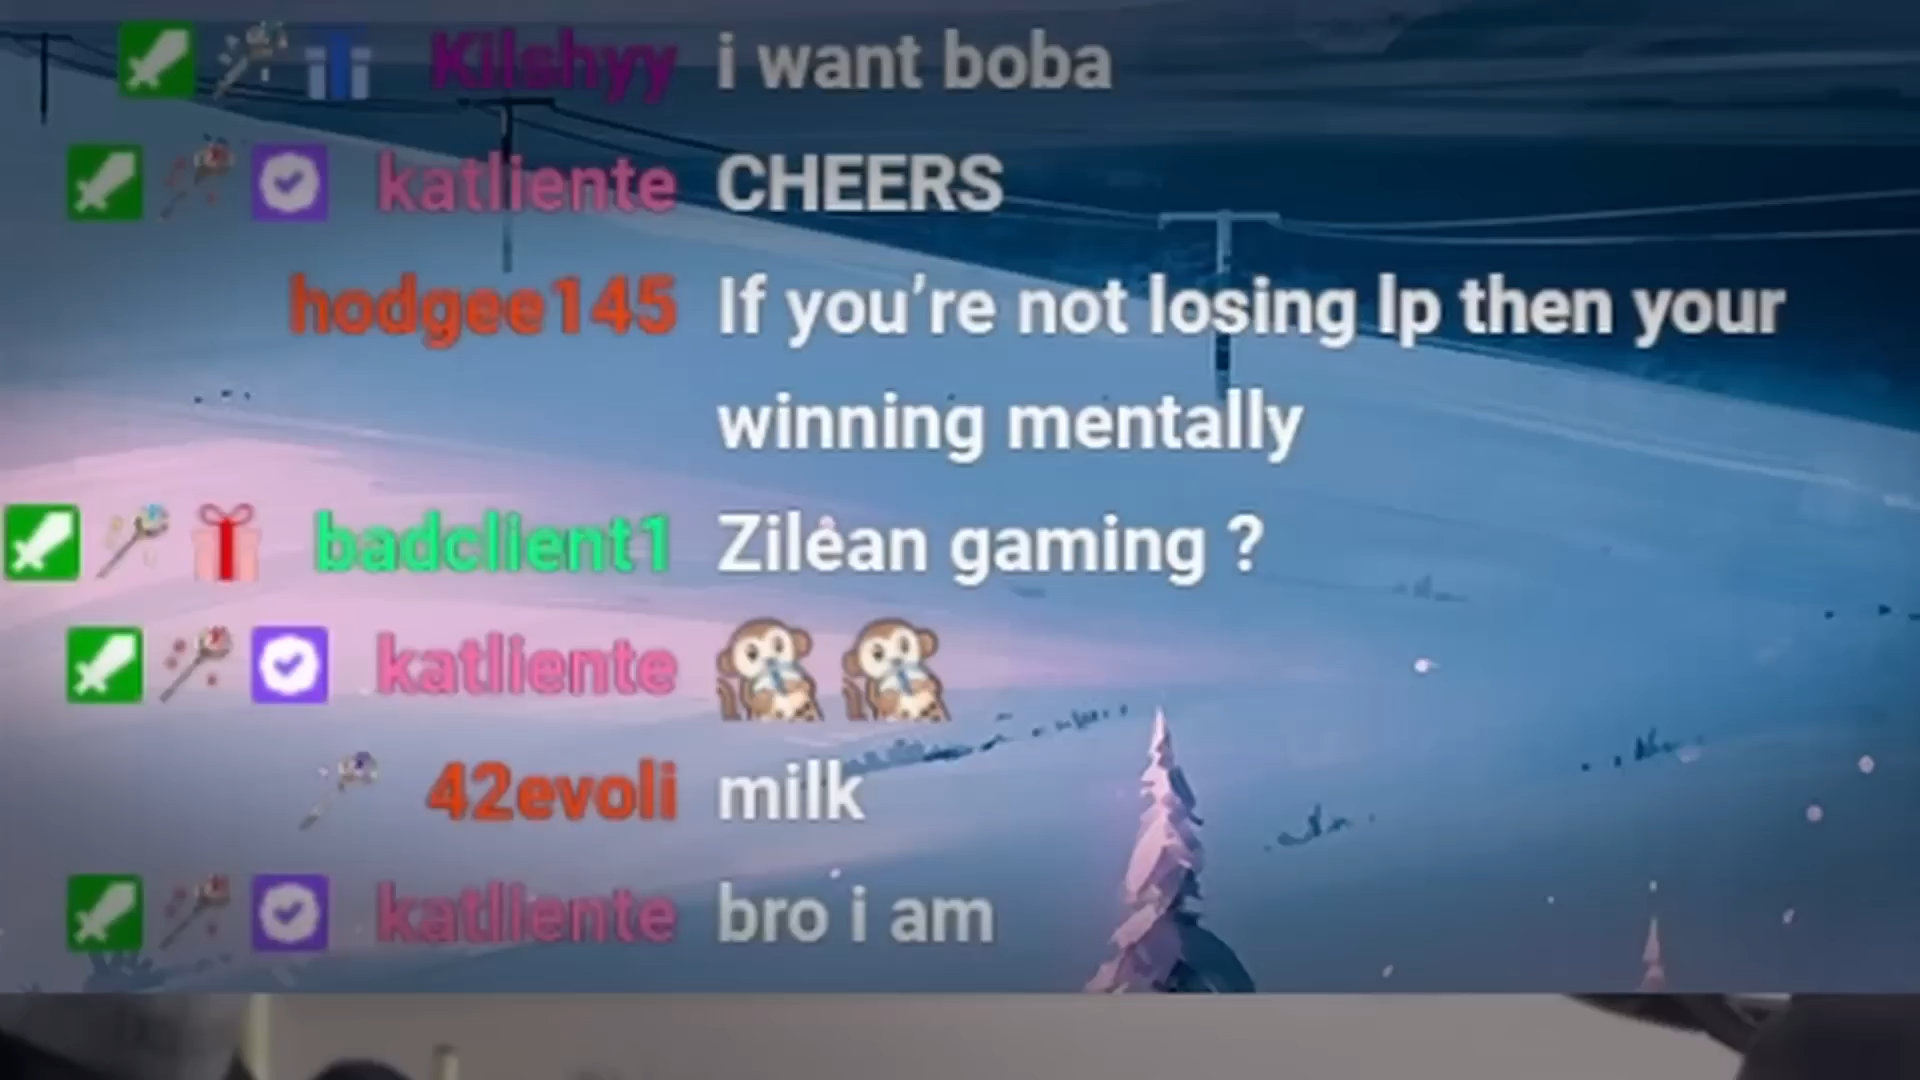 Kilshyy i want boba
katliente CHEERS
hodgee145 If you’re not losing lp then your
winning mentally
badclient1 Zilean gaming ?
katliente
42evoli milk
katliente bro i am